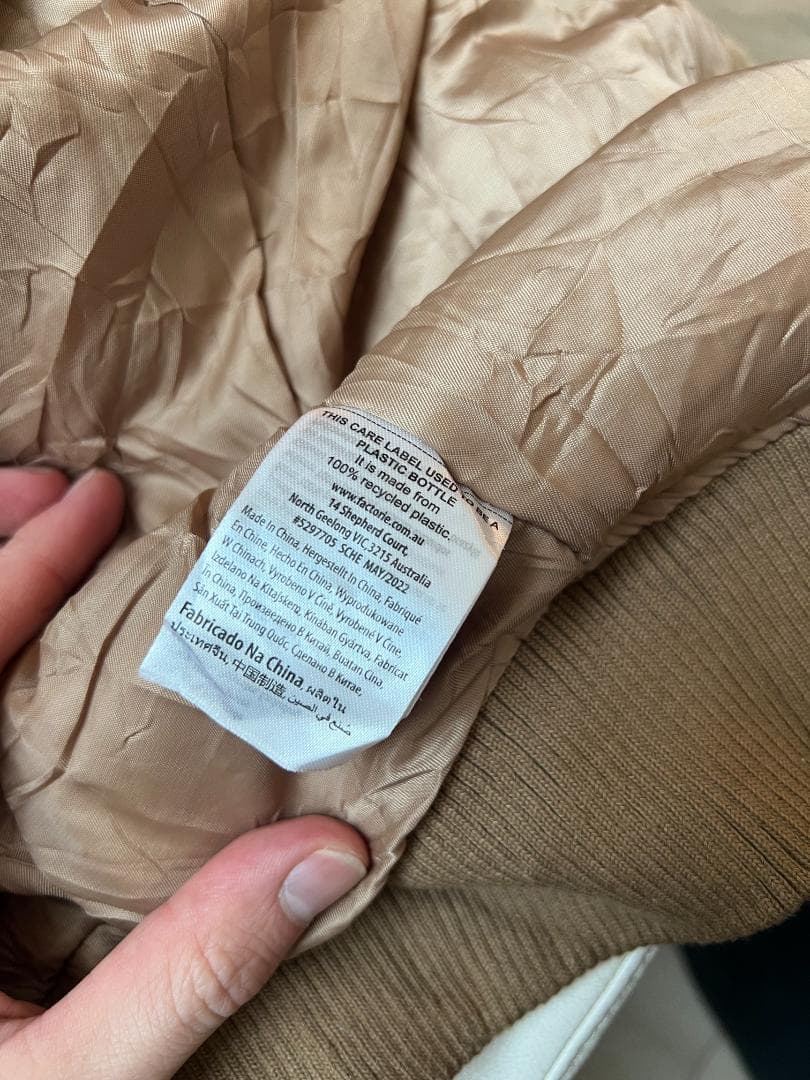 THIS CARE LABEL USED TO BE A
PLASTIC BOTTLE
it is made from
100% recycled plastic.
www.factorie.com.au
14 Shepherd Court,
North Geelong VIC 3215 Australia
#5297705 SCHE MAY/2022
Made In China, Hergestellt In China, Fabriqué
En Chine, Hecho En China, Wyprodukowane
W Chinach, Vyrobeno V Číně, Vyrobené V Číne,
Izdelano Na Kitajskem, Kínában Gyártva, Fabricat
În China, Произведено В Китай, Buatan Cina,
Sản Xuất Tại Trung Quốc, Сделано В Китае,
Fabricado Na China, ผลิตใน
ประเทศจีน, 中国制造, صُنع في الصين